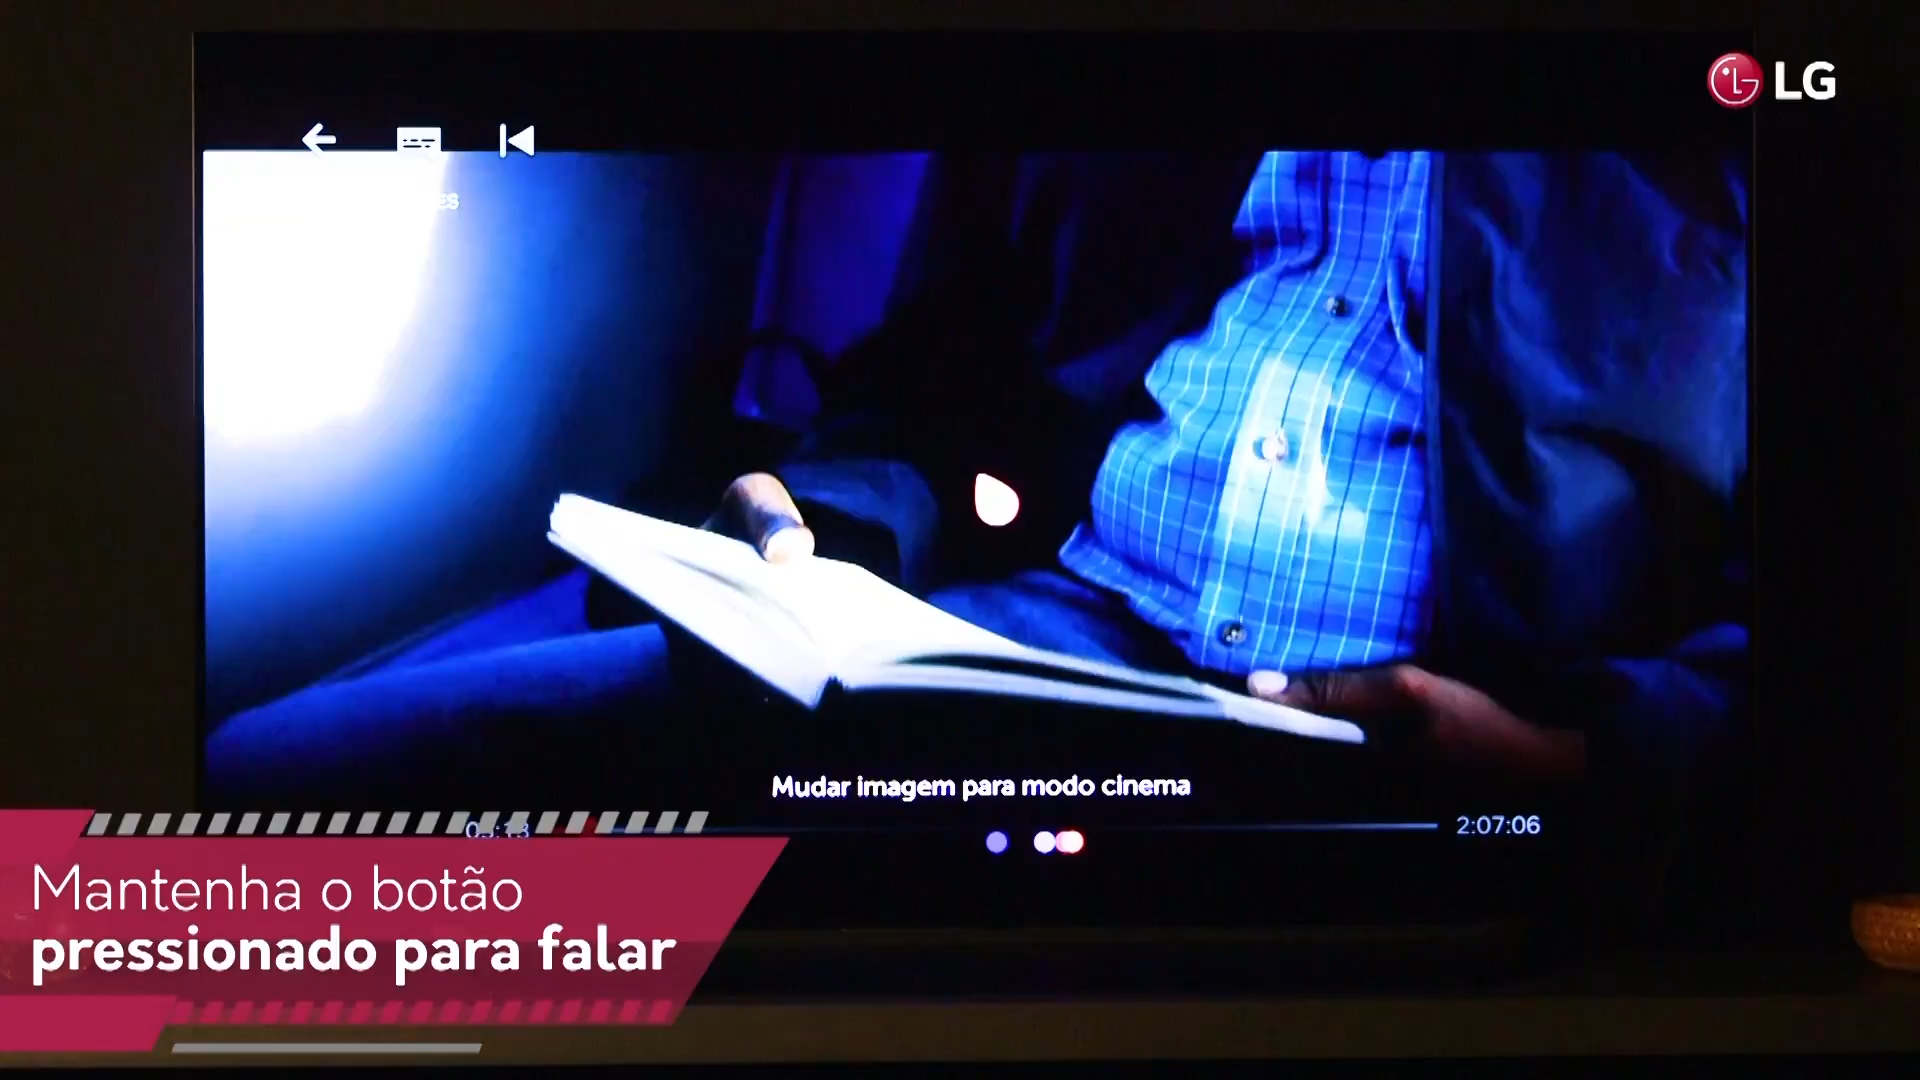 LG
Mudar imagem para modo cinema
2:07:06
Mantenha o botão
pressionado para falar